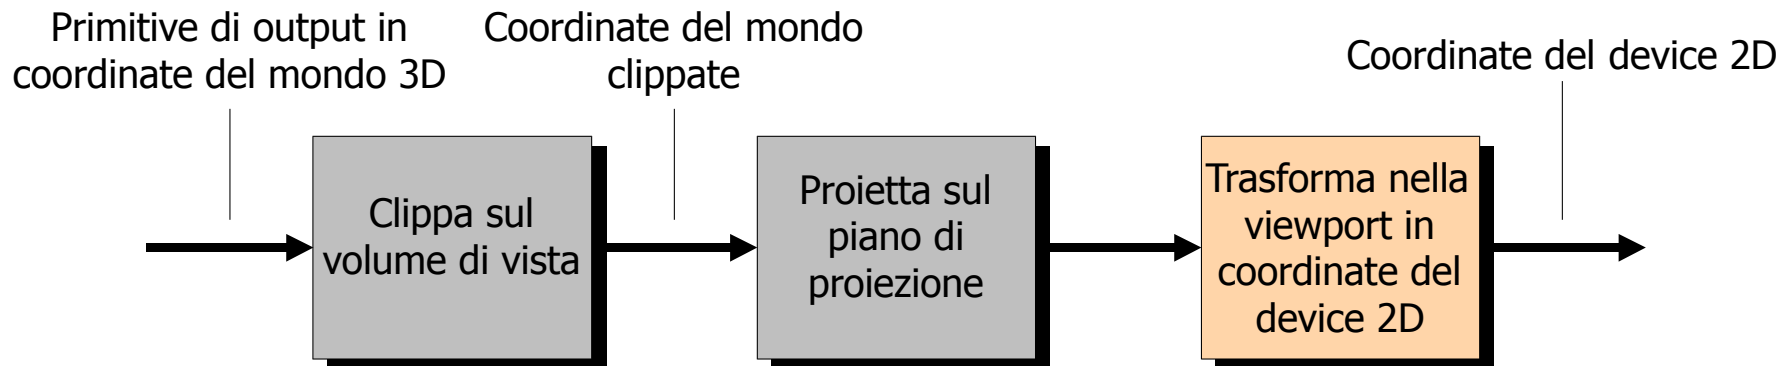 Primitive di output in
coordinate del mondo 3D
Coordinate del mondo
clippate
Coordinate del device 2D
Clippa sul
volume di vista
Proietta sul
piano di
proiezione
Trasforma nella
viewport in
coordinate del
device 2D